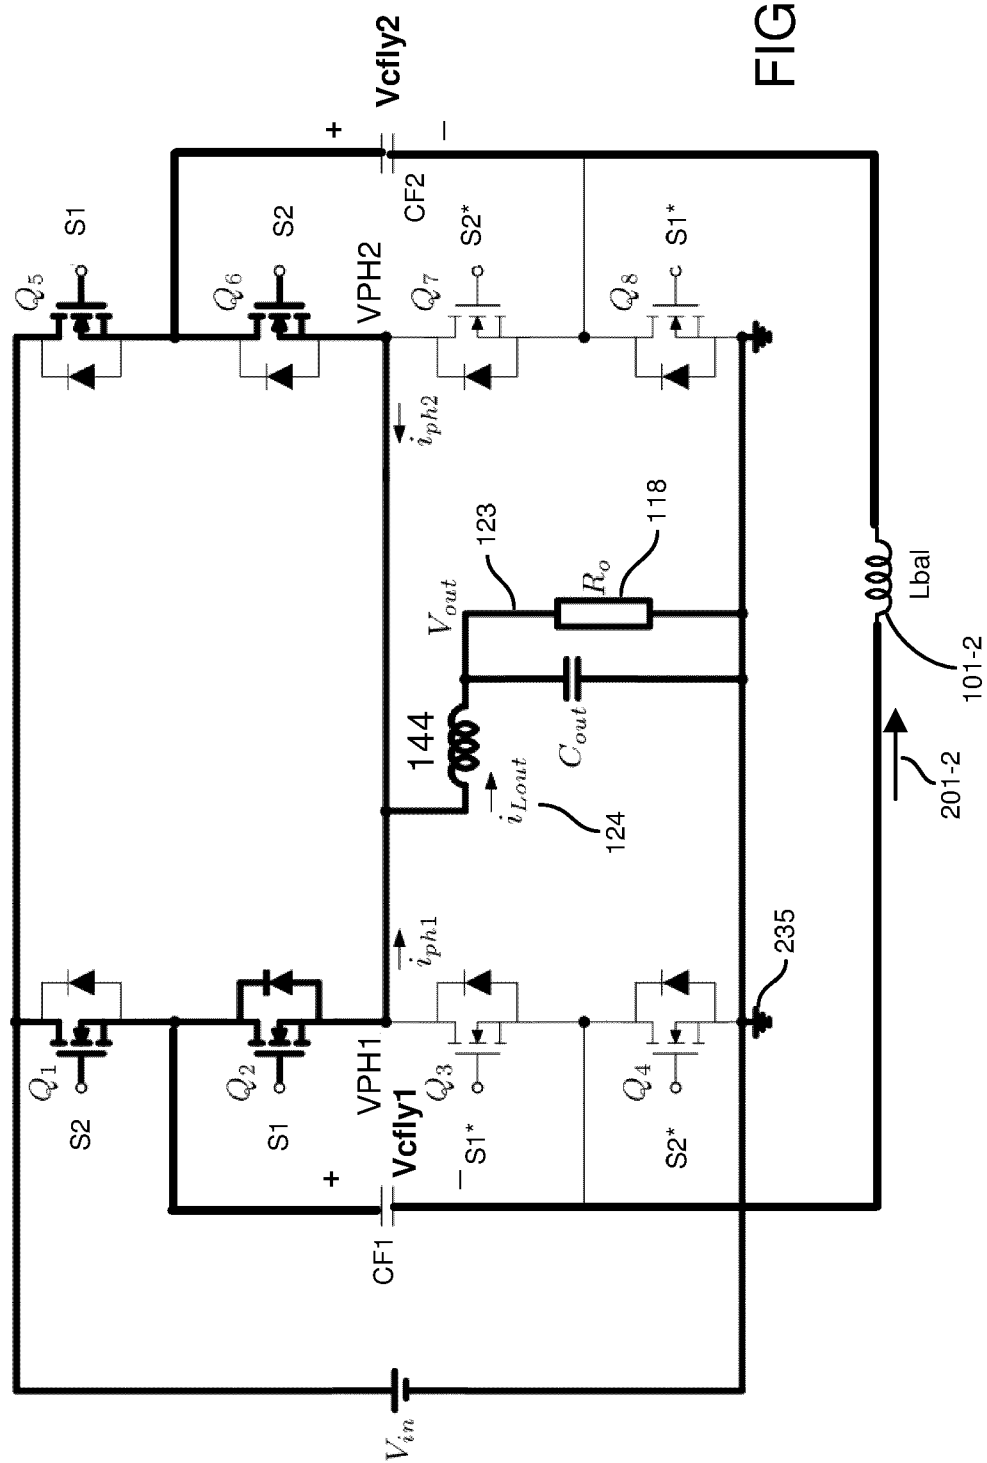 Q5
S1
Q6
S2
VPH2
Vcfly2
+
–
CF2
Q7
S2*
Q8
S1*
iph2
Vout
123
Ro
118
Cout
144
iLout
124
iph1
Q1
S2
Q2
S1
VPH1
Vcfly1
+
–
CF1
Q3
S1*
Q4
S2*
235
Vin
Lbal
101-2
201-2
FIG